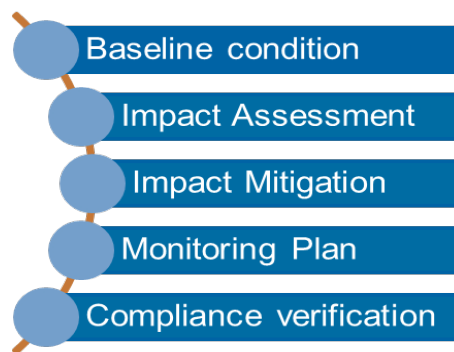 Baseline condition
Impact Assessment
Impact Mitigation
Monitoring Plan
Compliance verification